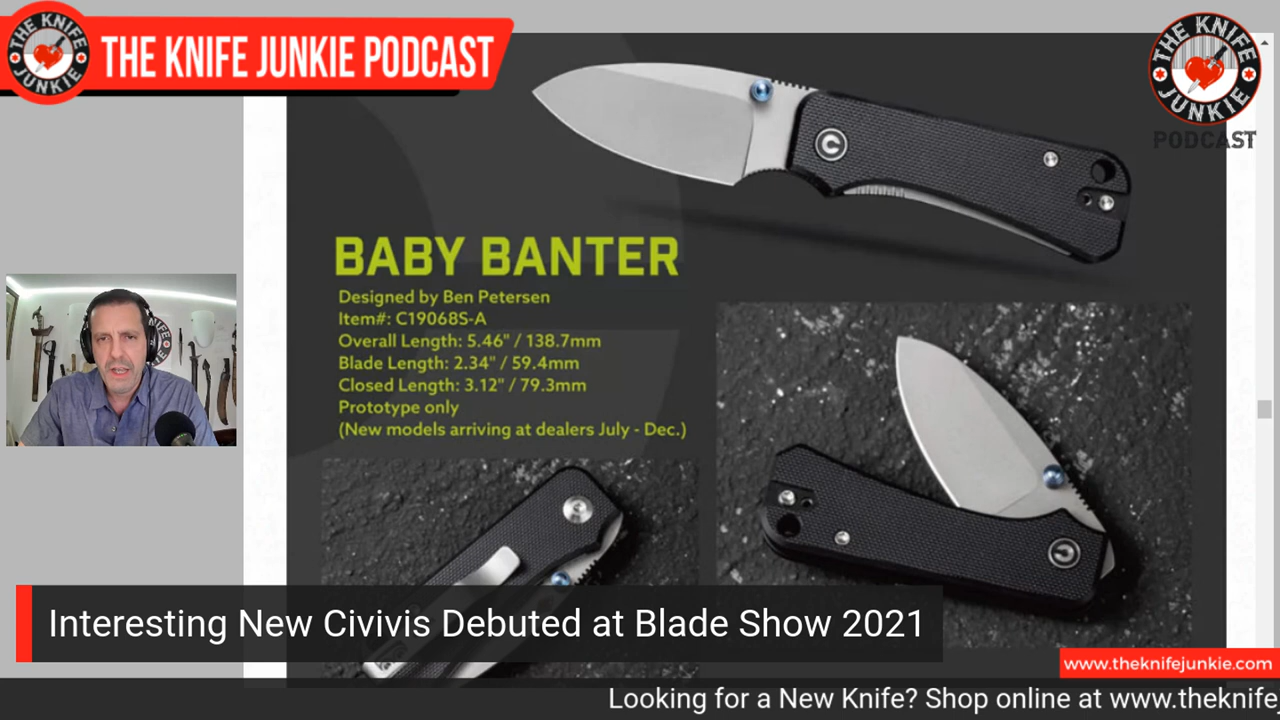 THE KNIFE JUNKIE
THE KNIFE JUNKIE PODCAST
THE KNIFE
JUNKIE
PODCAST
BABY BANTER
Designed by Ben Petersen
Item#: C19068S-A
Overall Length: 5.46" / 138.7mm
Blade Length: 2.34" / 59.4mm
Closed Length: 3.12" / 79.3mm
Prototype only
(New models arriving at dealers July - Dec.)
Interesting New Civivis Debuted at Blade Show 2021
www.theknifejunkie.com
Looking for a New Knife? Shop online at www.theknife